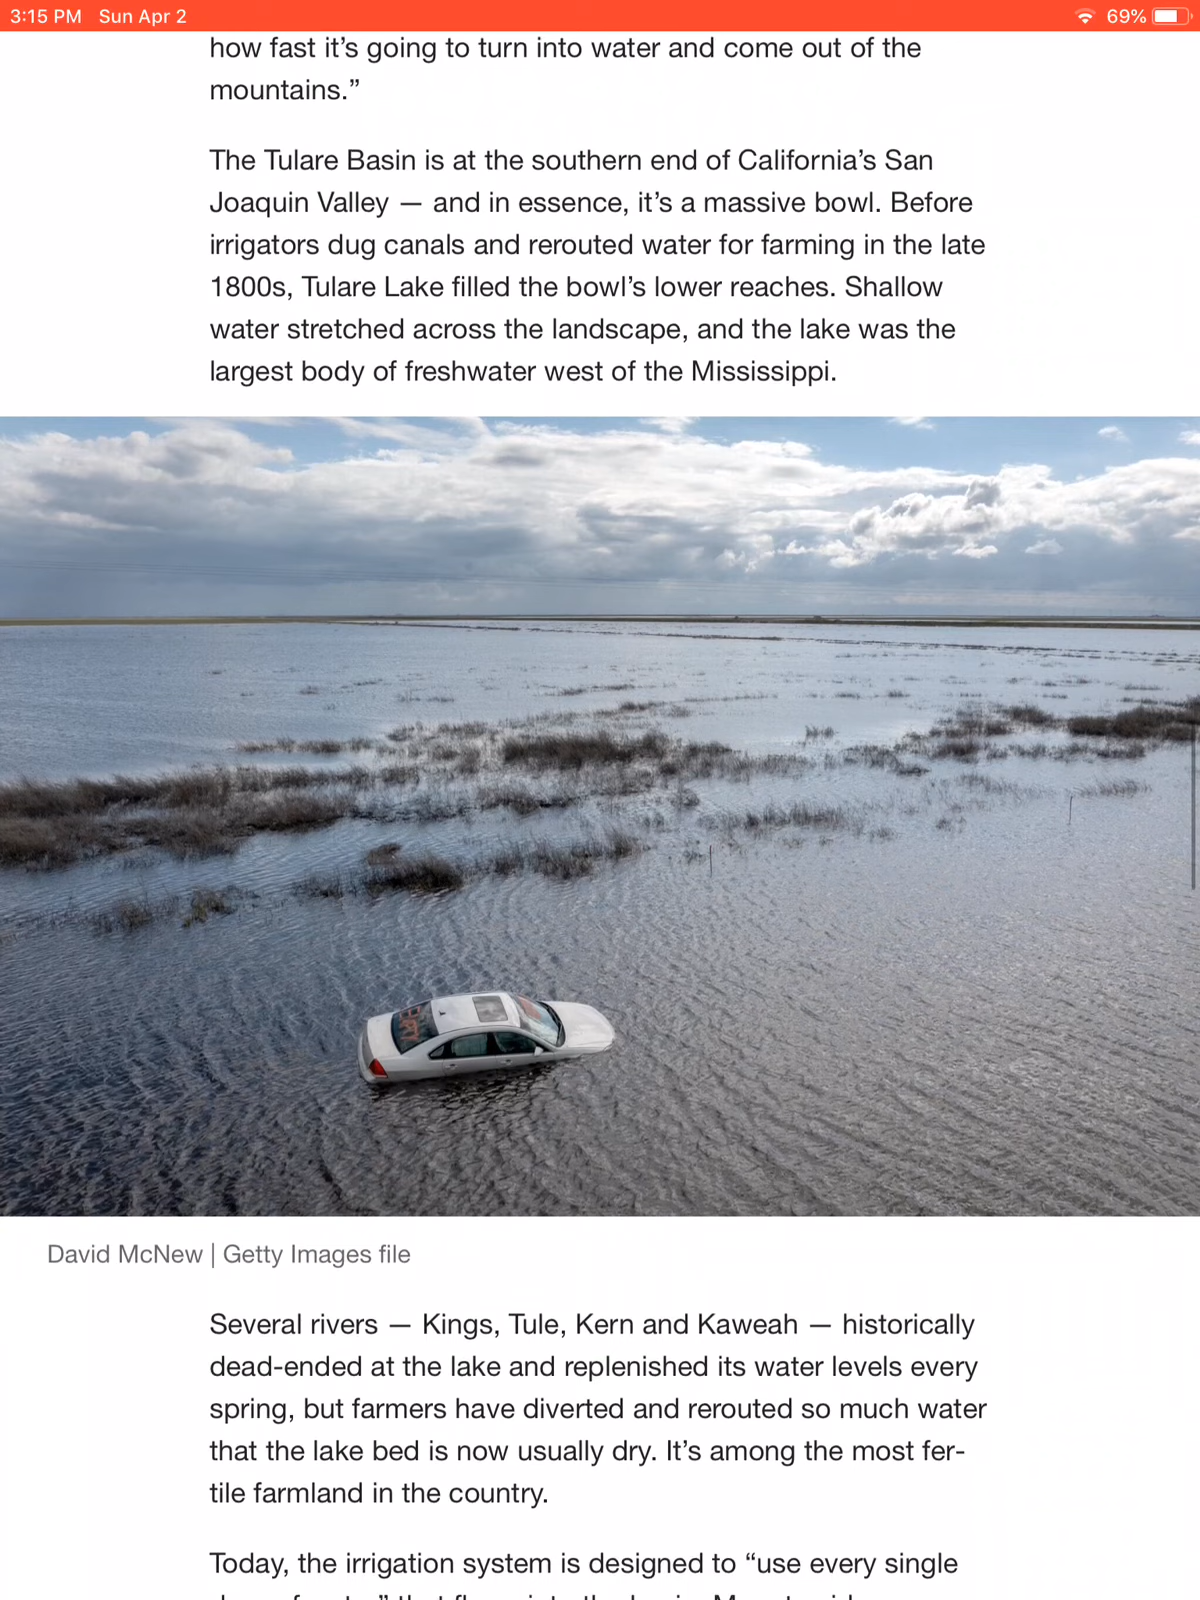 3:15 PM Sun Apr 2
69%
how fast it’s going to turn into water and come out of the
mountains.”
The Tulare Basin is at the southern end of California’s San
Joaquin Valley — and in essence, it’s a massive bowl. Before
irrigators dug canals and rerouted water for farming in the late
1800s, Tulare Lake filled the bowl’s lower reaches. Shallow
water stretched across the landscape, and the lake was the
largest body of freshwater west of the Mississippi.
David McNew | Getty Images file
Several rivers — Kings, Tule, Kern and Kaweah — historically
dead-ended at the lake and replenished its water levels every
spring, but farmers have diverted and rerouted so much water
that the lake bed is now usually dry. It’s among the most fer-
tile farmland in the country.
Today, the irrigation system is designed to “use every single